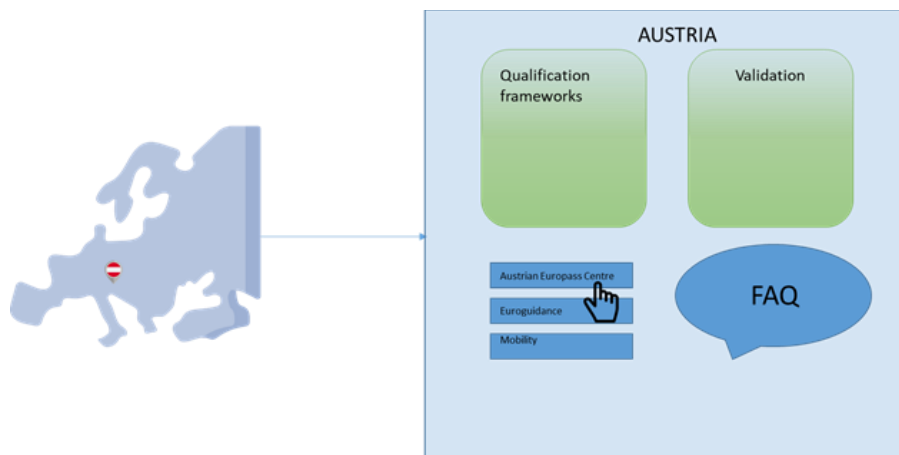 AUSTRIA
Qualification
frameworks
Validation
Austrian Europass Centre
Euroguidance
Mobility
FAQ